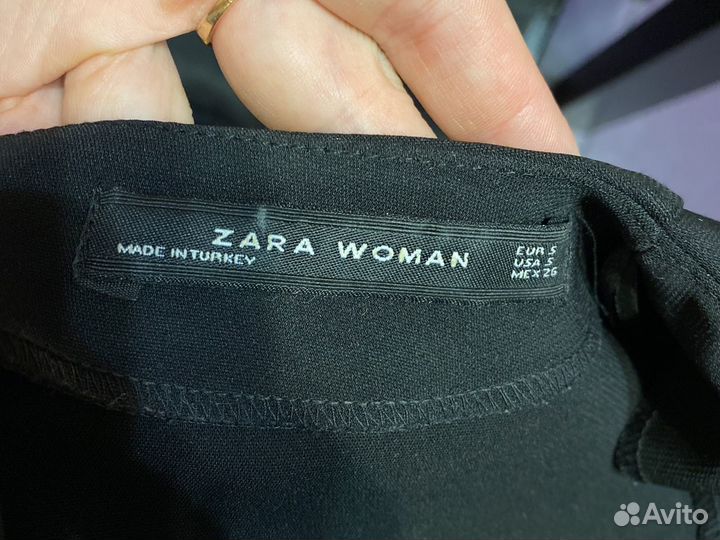 ZARA WOMAN
MADE IN TURKEY
EUR S
USA S
MEX 26
Avito